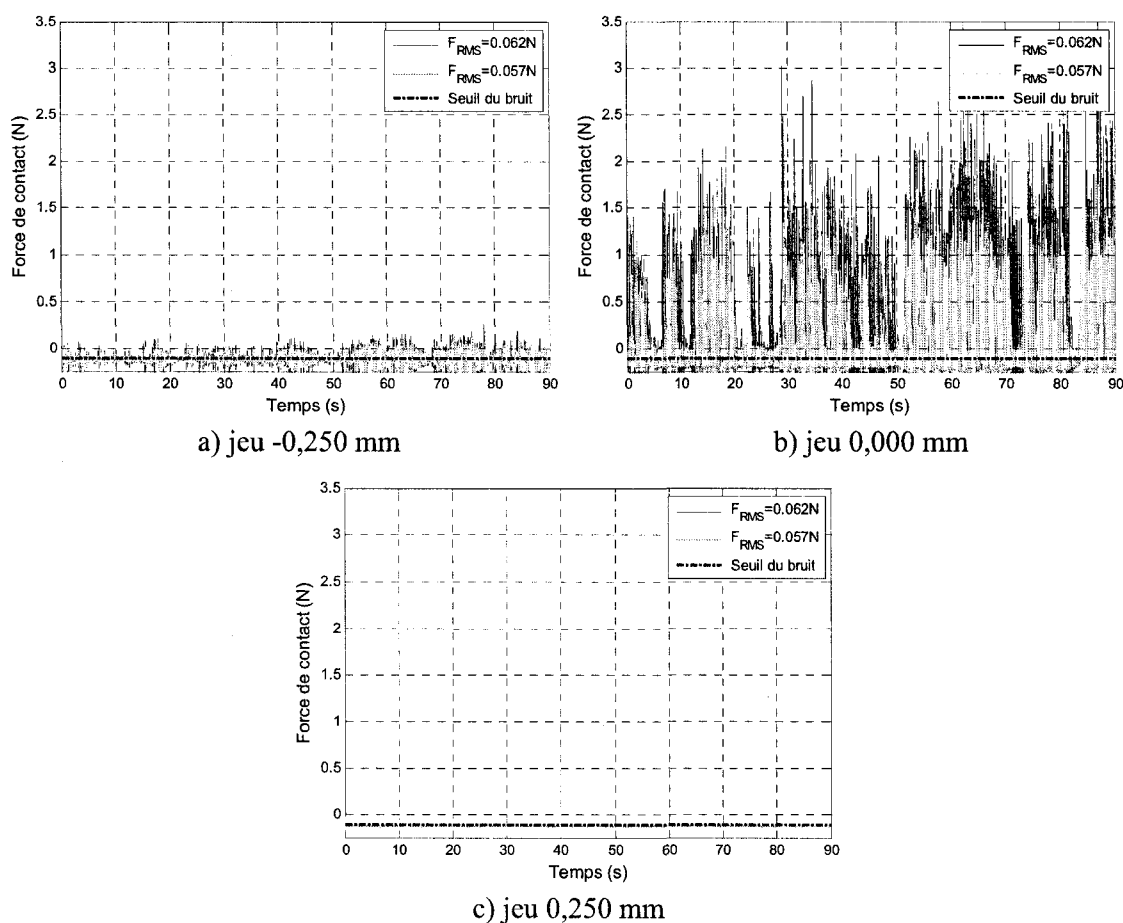 3.5
3
2.5
2
1.5
1
0.5
0
Force de contact (N)
F_RMS=0.062N
F_RMS=0.057N
Seuil du bruit
0 10 20 30 40 50 60 70 80 90
Temps (s)
a) jeu -0,250 mm
3.5
3
2.5
2
1.5
1
0.5
0
Force de contact (N)
F_RMS=0.062N
F_RMS=0.057N
Seuil du bruit
0 10 20 30 40 50 60 70 80 90
Temps (s)
b) jeu 0,000 mm
3.5
3
2.5
2
1.5
1
0.5
0
Force de contact (N)
F_RMS=0.062N
F_RMS=0.057N
Seuil du bruit
0 10 20 30 40 50 60 70 80 90
Temps (s)
c) jeu 0,250 mm